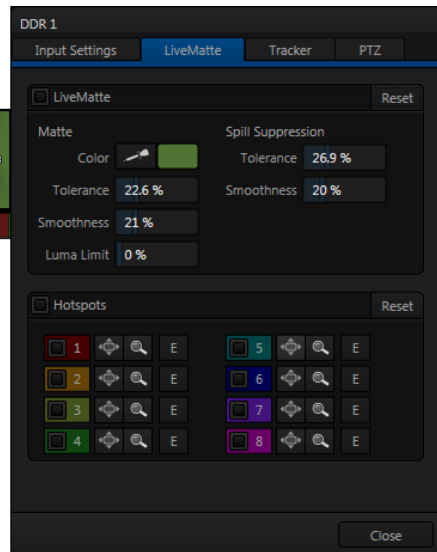 DDR 1
Input Settings LiveMatte Tracker PTZ
LiveMatte Reset
Matte Spill Suppression
Color Tolerance 26.9 %
Tolerance 22.6 % Smoothness 20 %
Smoothness 21 %
Luma Limit 0 %
Hotspots Reset
1 E 5 E
2 E 6 E
3 E 7 E
4 E 8 E
Close